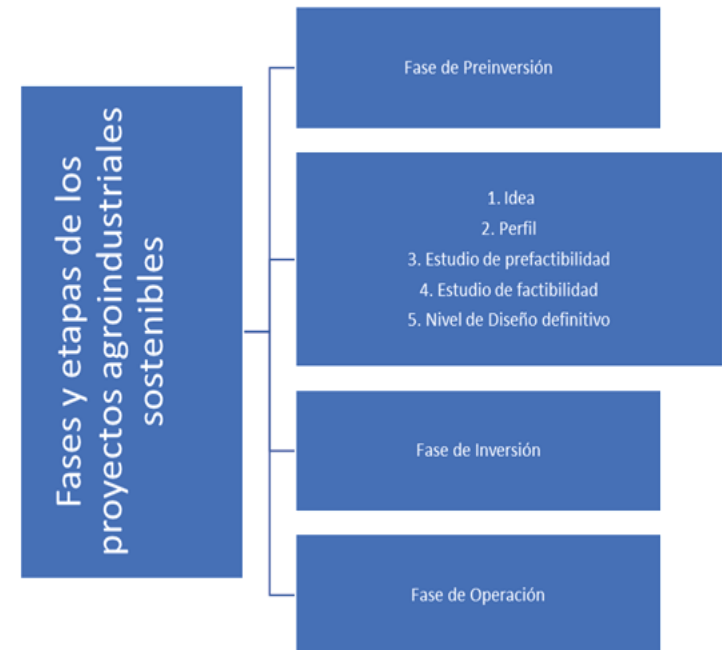 Fases y etapas de los
proyectos agroindustriales
sostenibles
Fase de Preinversión
1. Idea
2. Perfil
3. Estudio de prefactibilidad
4. Estudio de factibilidad
5. Nivel de Diseño definitivo
Fase de Inversión
Fase de Operación